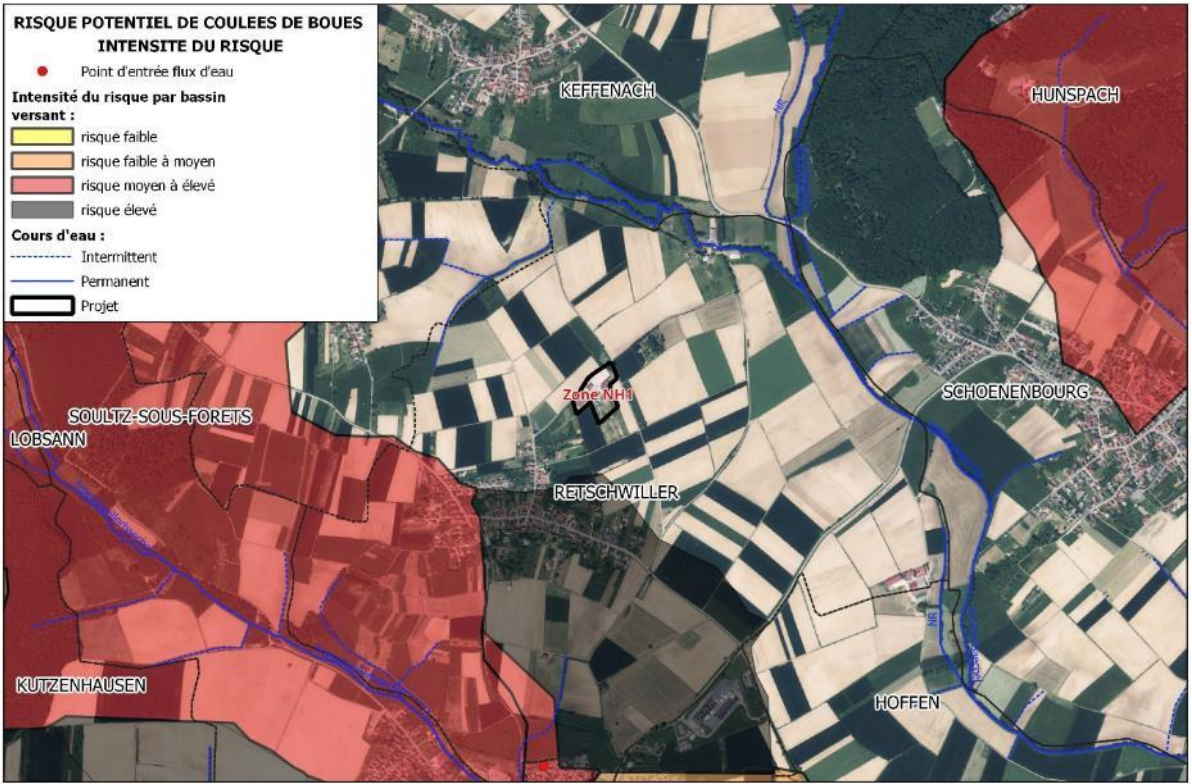 RISQUE POTENTIEL DE COULEES DE BOUES
INTENSITE DU RISQUE
Point d'entrée flux d'eau
Intensité du risque par bassin
versant :
risque faible
risque faible à moyen
risque moyen à élevé
risque élevé
Cours d'eau :
Intermittent
Permanent
Projet
KEFFENACH
HUNSPACH
NR
Zone NH1
SCHOENENBOURG
SOULTZ-SOUS-FORETS
LOBSANN
RETSCHWILLER
NR
KUTZENHAUSEN
HOFFEN